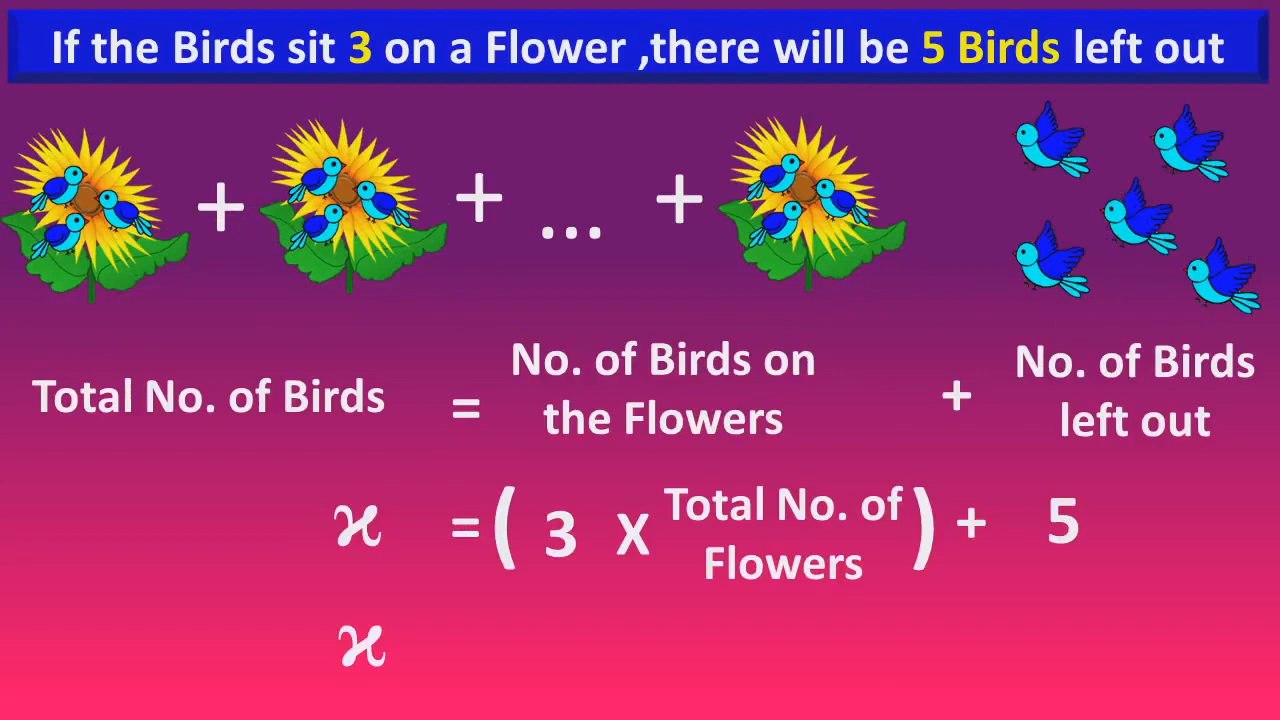 If the Birds sit 3 on a Flower ,there will be 5 Birds left out
+ + ... +
Total No. of Birds = No. of Birds on the Flowers + No. of Birds left out
x = ( 3 X Total No. of Flowers ) + 5
x